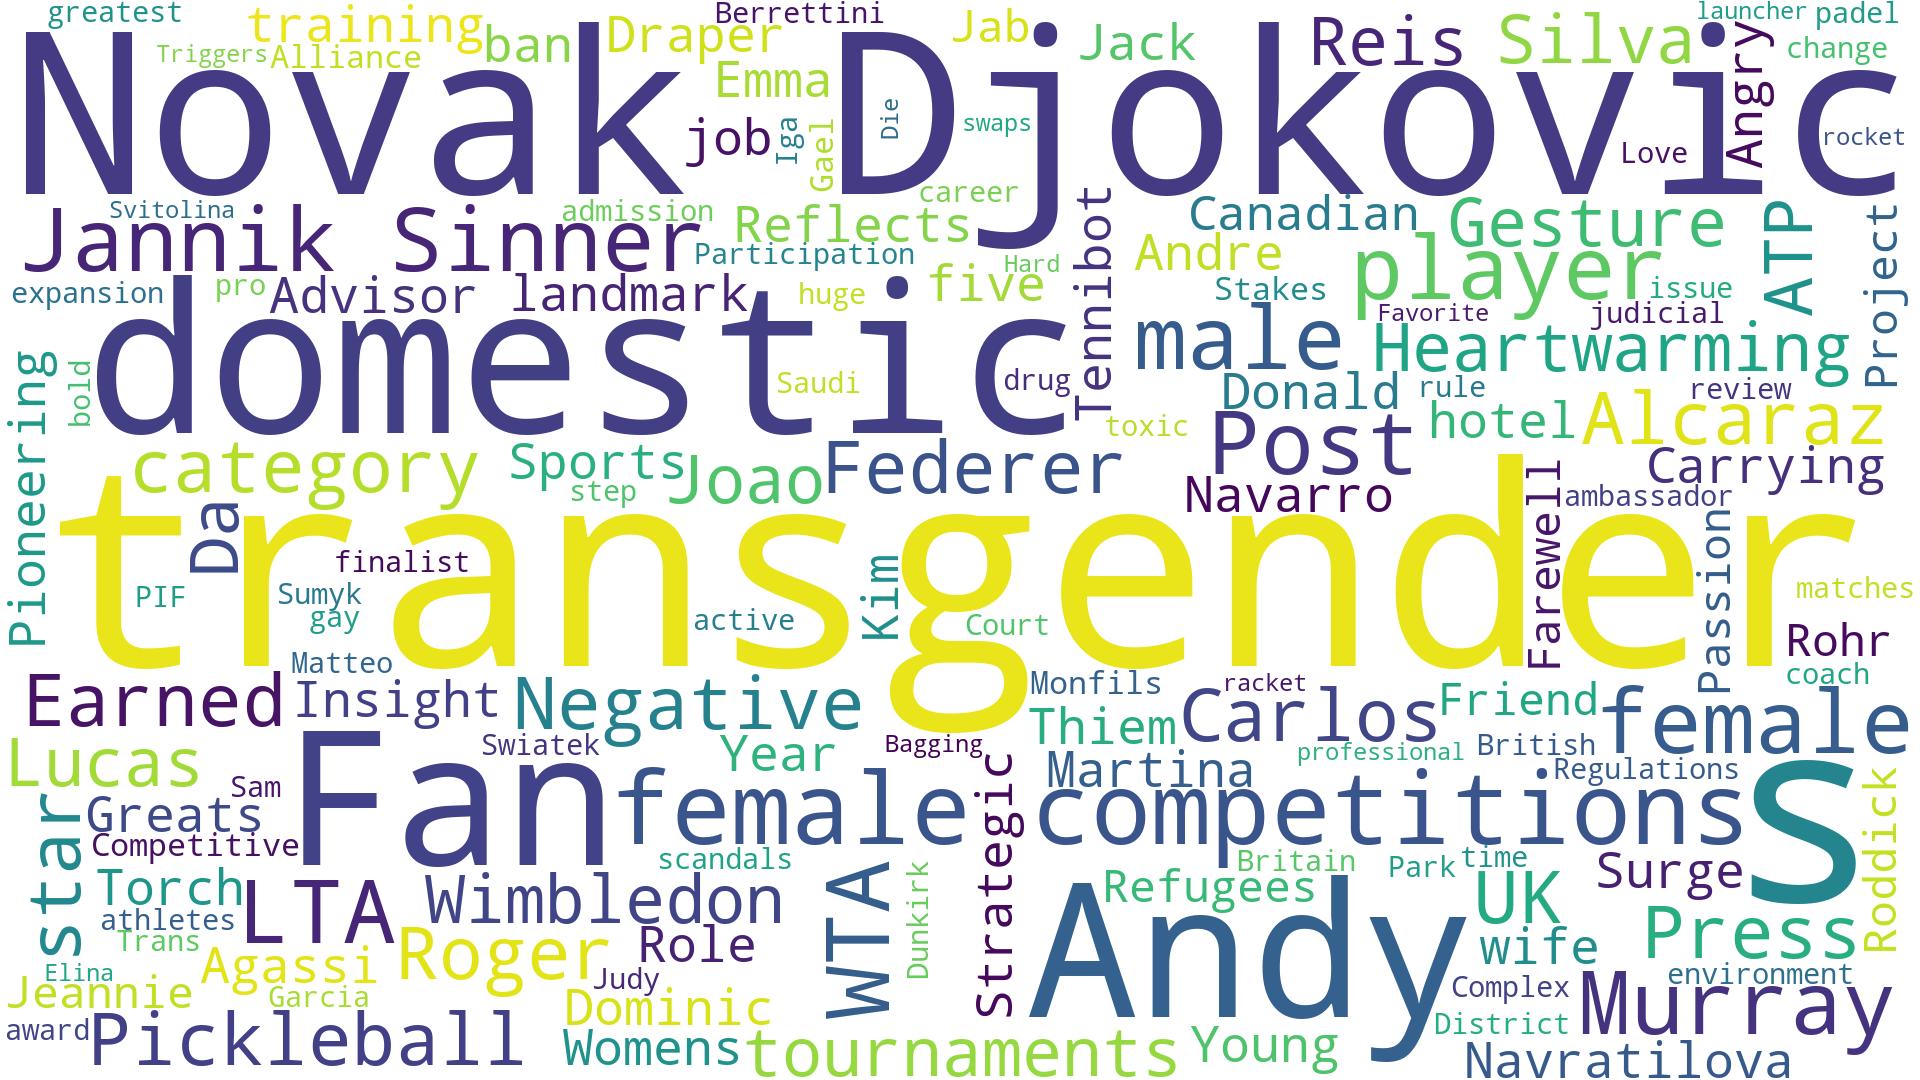 greatest
training
Berrettini
Jab
launcher
padel
Triggers
Alliance
ban
Draper
Jack
Reis
Silva
change
Novak Djokovic
Emma
Die
swaps
Angry
job
Iga
Gael
Love
rocket
Svitolina
admission
career
Tennibot
Canadian
Gesture
ATP
Project
Jannik Sinner
Reflects
Participation
Andre
player
expansion
pro
Advisor
landmark
huge
five
Hard
Stakes
issue
domestic
male
Favorite
judicial
Heartwarming
Pioneering
bold
Saudi
drug
Donald
rule
review
toxic
Post
hotel
Alcaraz
category
Sports
step
Joao
Federer
Navarro
Carrying
ambassador
Da
transgender
Farewell
Passion
finalist
PIF
Sumyk
gay
active
Kim
Court
matches
Rohr
coach
Matteo
Earned
Insight
Negative
Monfils
racket
Thiem
Carlos
Friend
female
Lucas
Swiatek
Year
Bagging
professional
British
Sam
Fan
female
Strategic
Martina
Regulations
competitions
s
Roddick
star
Greats
Competitive
scandals
Britain
Park
time
Surge
Torch
LTA
Wimbledon
WTA
Dunkirk
Refugees
UK
athletes
Trans
Roger
Role
Andy
wife
Press
Elina
Agassi
Judy
environment
Jeannie
Garcia
Dominic
Complex
Murray
award
Pickleball
District
Womens
tournaments
Young
Navratilova